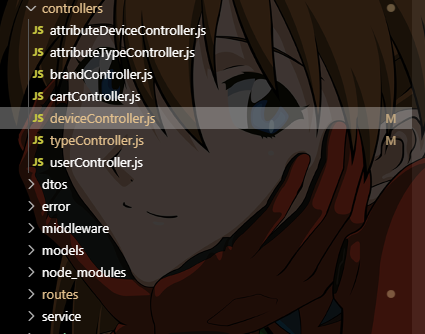 controllers
JS attributeDeviceController.js
JS attributeTypeController.js
JS brandController.js
JS cartController.js
JS deviceController.js M
JS typeController.js M
JS userController.js
dtos
error
middleware
models
node_modules
routes
service